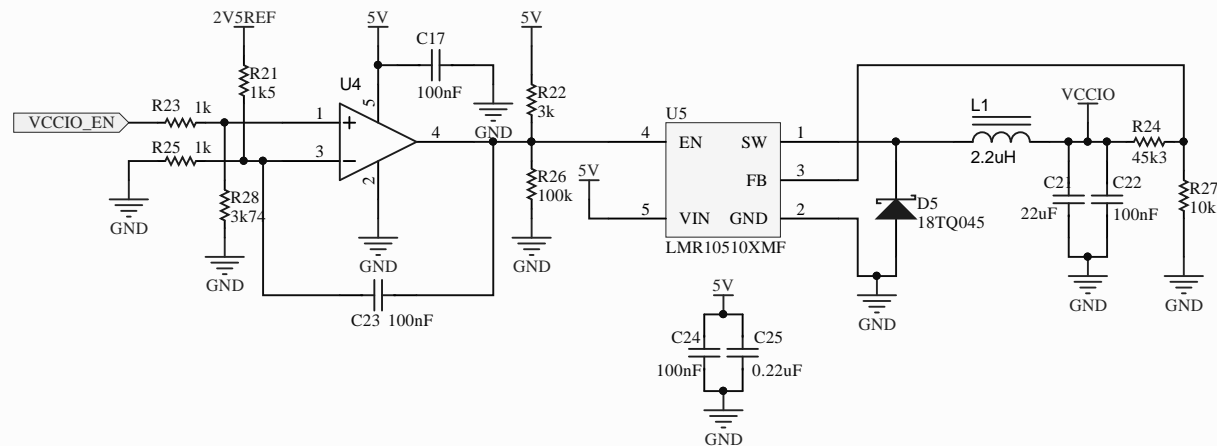 2V5REF
5V
C17
100nF
GND
5V
R21
1k5
U4
R22
3k
VCCIO_EN
R23 1k
1
5
3
2
4
R25 1k
GND
R28
3k74
GND
GND
R26
100k
GND
C23 100nF
5V
U5
4 EN SW 1
FB 3
5 VIN GND 2
LMR10510XMF
D5
18TQ045
GND
L1
2.2uH
VCCIO
R24
45k3
C21
22uF
C22
100nF
GND
R27
10k
GND
5V
C24
100nF
C25
0.22uF
GND